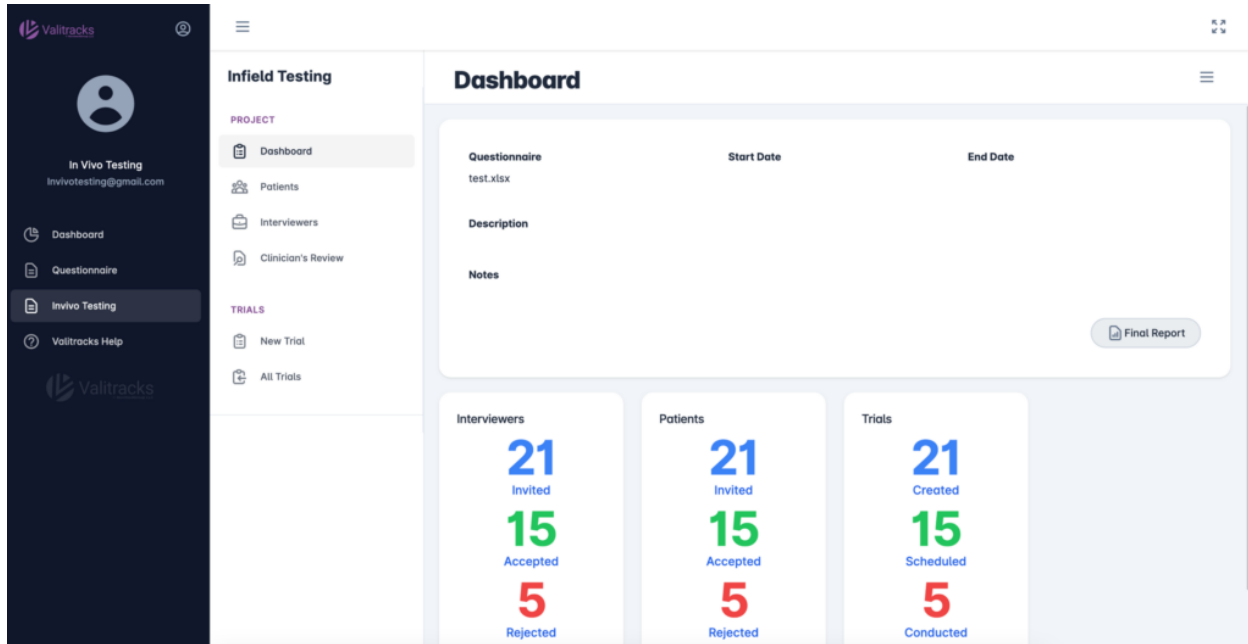 Valitracks
In Vivo Testing
Invivotesting@gmail.com
Dashboard
Questionnaire
Invivo Testing
Valitracks Help
Valitracks
Infield Testing
PROJECT
Dashboard
Patients
Interviewers
Clinician's Review
TRIALS
New Trial
All Trials
Dashboard
Questionnaire Start Date End Date
test.xlsx
Description
Notes
Final Report
Interviewers Patients Trials
21 21 21
Invited Invited Created
15 15 15
Accepted Accepted Scheduled
5 5 5
Rejected Rejected Conducted